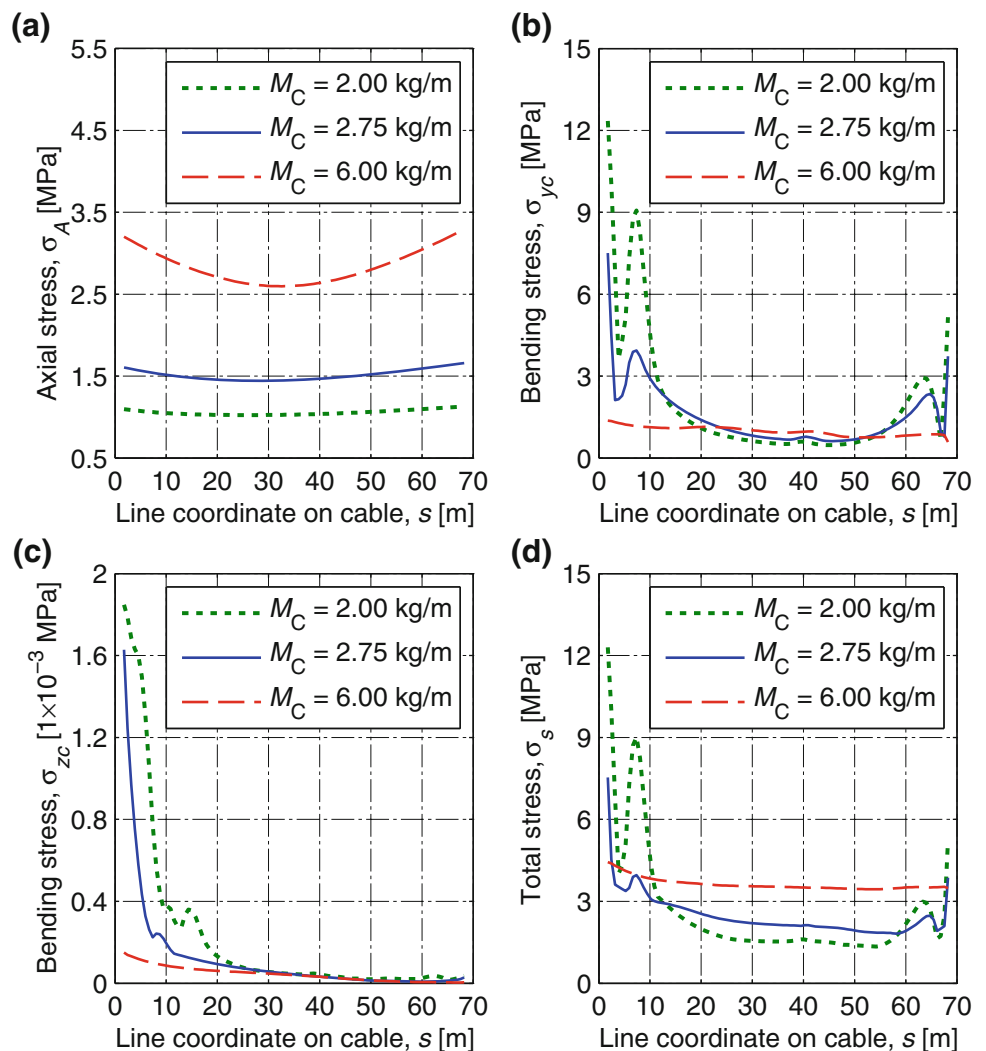 (a)
5.5
4.5
3.5
2.5
1.5
0.5
Axial stress, σA [MPa]
MC = 2.00 kg/m
MC = 2.75 kg/m
MC = 6.00 kg/m
0 10 20 30 40 50 60 70
Line coordinate on cable, s [m]
(b)
15
12
9
6
3
0
Bending stress, σyc [MPa]
MC = 2.00 kg/m
MC = 2.75 kg/m
MC = 6.00 kg/m
0 10 20 30 40 50 60 70
Line coordinate on cable, s [m]
(c)
2
1.6
1.2
0.8
0.4
0
Bending stress, σzc [1×10−3 MPa]
MC = 2.00 kg/m
MC = 2.75 kg/m
MC = 6.00 kg/m
0 10 20 30 40 50 60 70
Line coordinate on cable, s [m]
(d)
15
12
9
6
3
0
Total stress, σs [MPa]
MC = 2.00 kg/m
MC = 2.75 kg/m
MC = 6.00 kg/m
0 10 20 30 40 50 60 70
Line coordinate on cable, s [m]